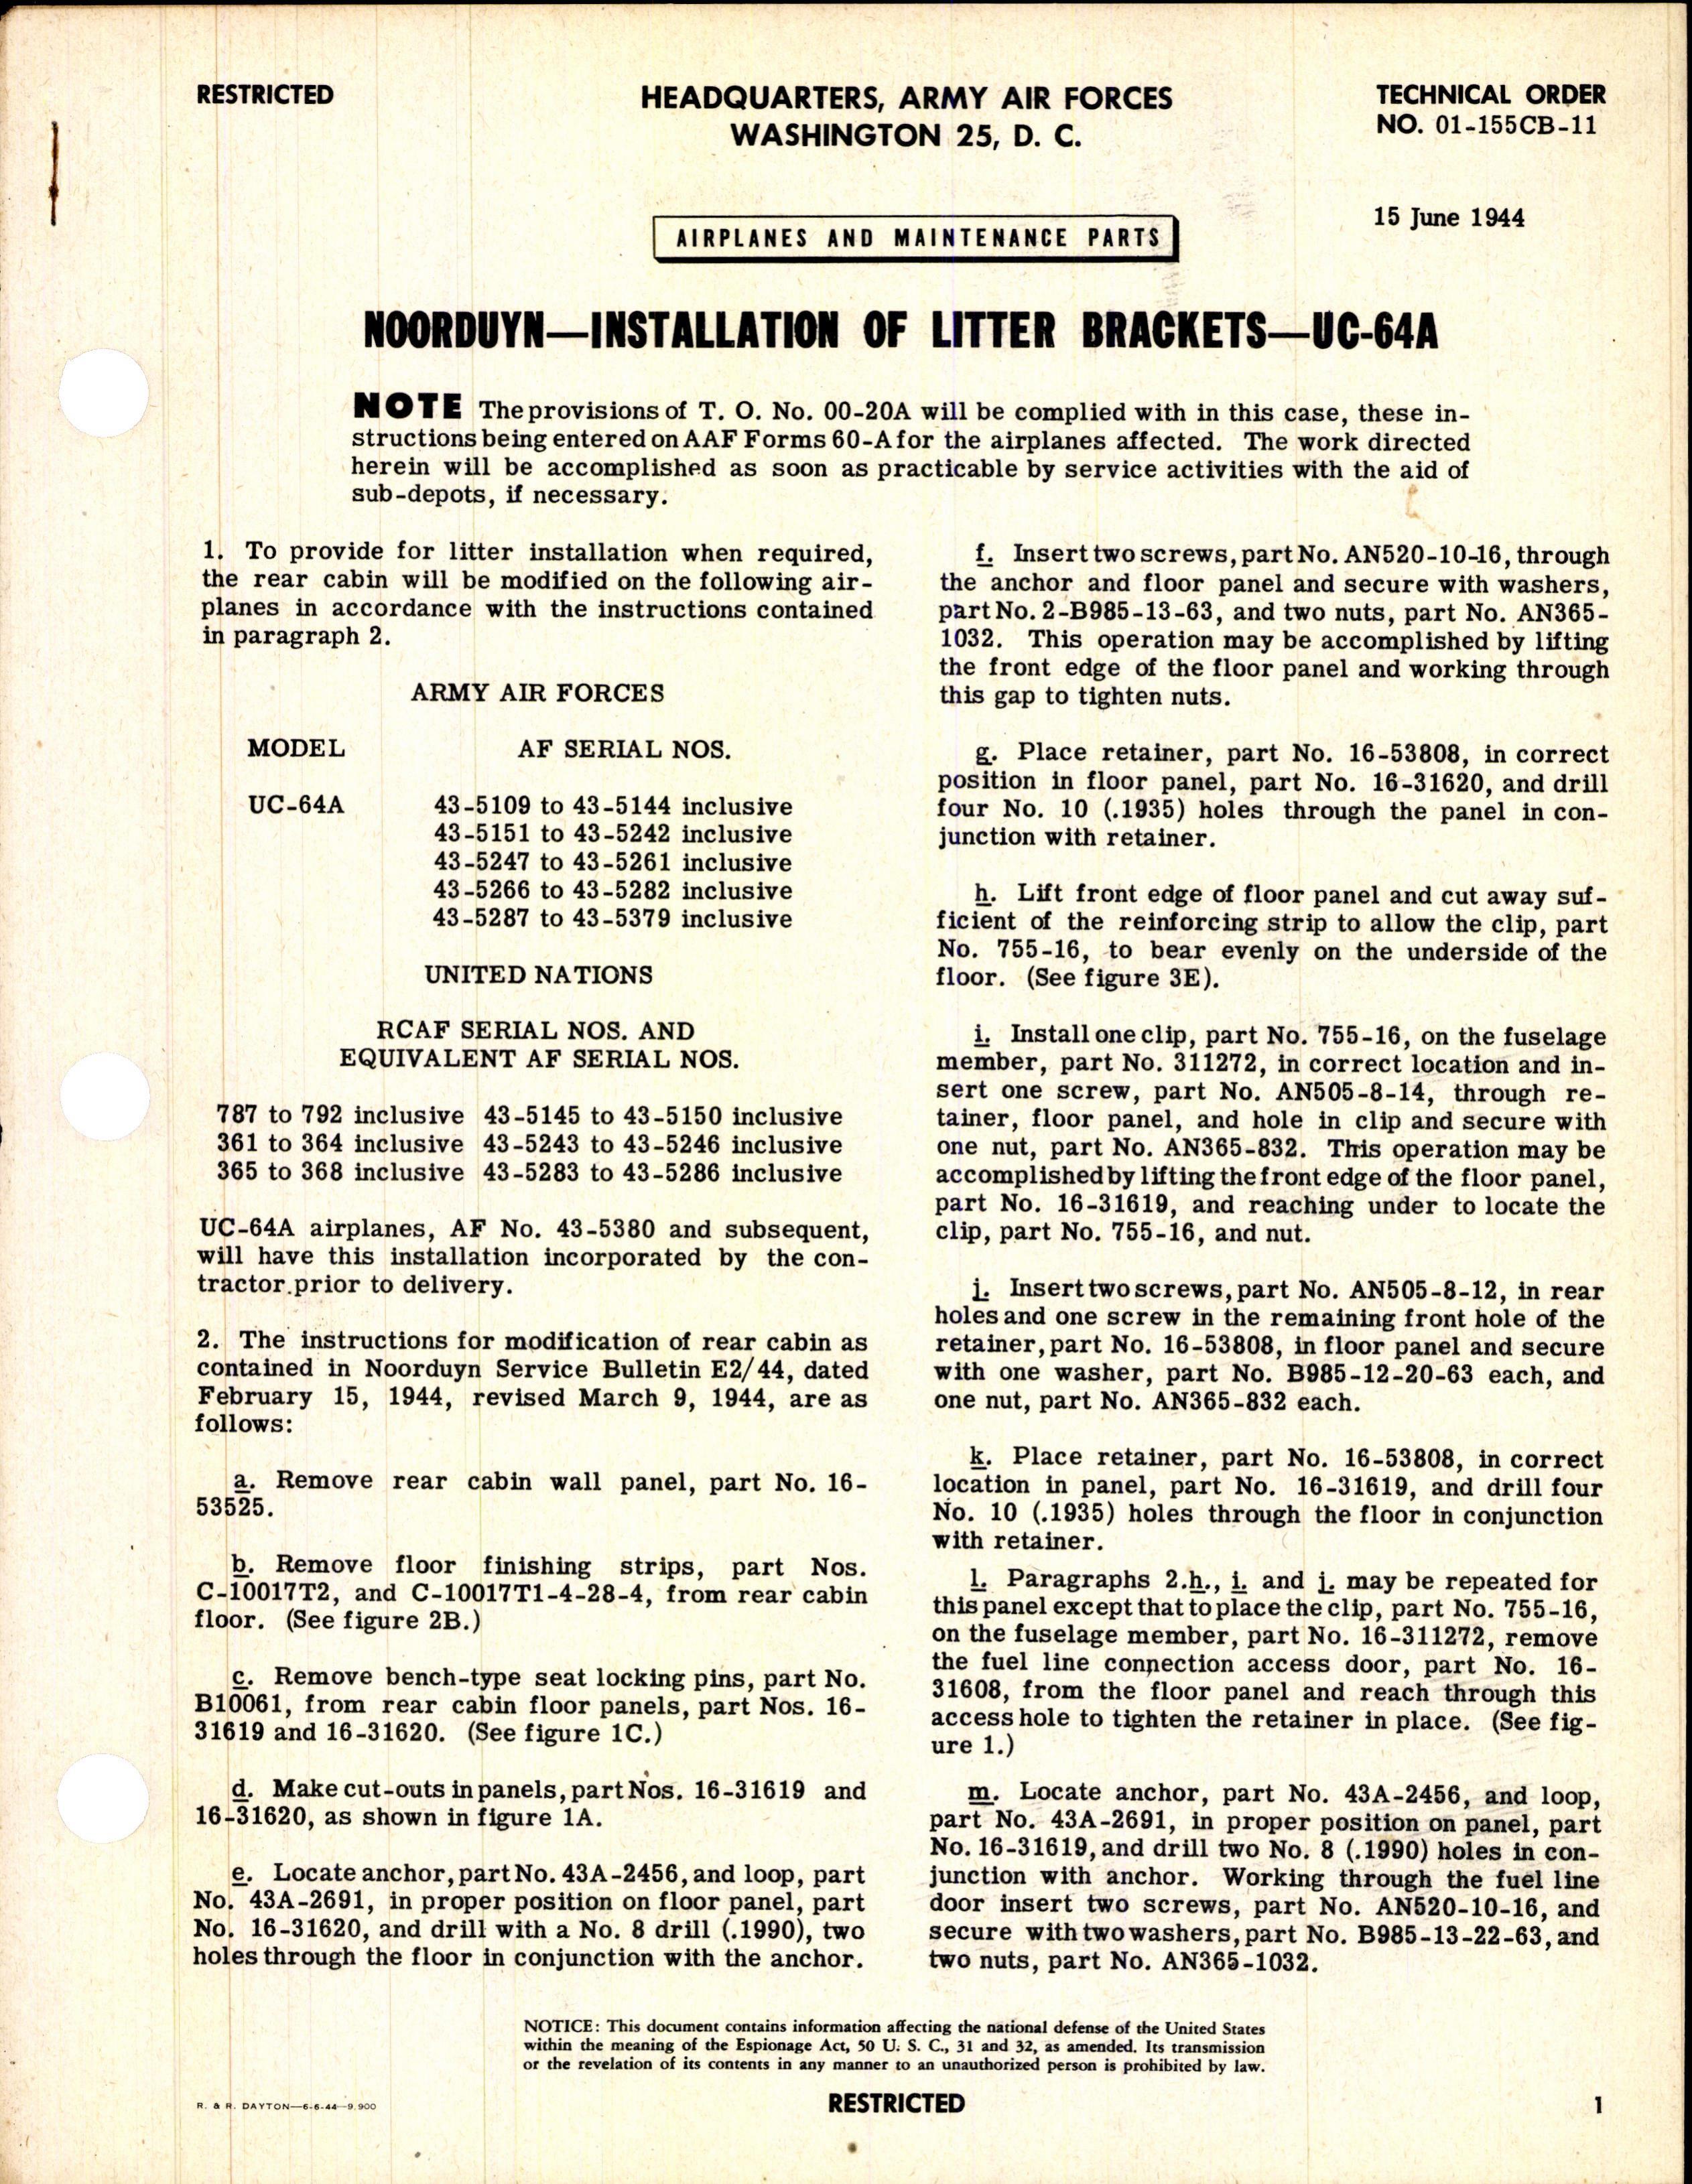 RESTRICTED
HEADQUARTERS, ARMY AIR FORCES
WASHINGTON 25, D. C.
TECHNICAL ORDER
NO. 01-155CB-11
15 June 1944
AIRPLANES AND MAINTENANCE PARTS
NOORDUYN—INSTALLATION OF LITTER BRACKETS—UC-64A
NOTE The provisions of T. O. No. 00-20A will be complied with in this case, these in-
structions being entered on AAF Forms 60-A for the airplanes affected. The work directed
herein will be accomplished as soon as practicable by service activities with the aid of
sub-depots, if necessary.
1. To provide for litter installation when required,
the rear cabin will be modified on the following air-
planes in accordance with the instructions contained
in paragraph 2.
ARMY AIR FORCES
MODEL AF SERIAL NOS.
UC-64A 43-5109 to 43-5144 inclusive
43-5151 to 43-5242 inclusive
43-5247 to 43-5261 inclusive
43-5266 to 43-5282 inclusive
43-5287 to 43-5379 inclusive
UNITED NATIONS
RCAF SERIAL NOS. AND
EQUIVALENT AF SERIAL NOS.
787 to 792 inclusive 43-5145 to 43-5150 inclusive
361 to 364 inclusive 43-5243 to 43-5246 inclusive
365 to 368 inclusive 43-5283 to 43-5286 inclusive
UC-64A airplanes, AF No. 43-5380 and subsequent,
will have this installation incorporated by the con-
tractor prior to delivery.
2. The instructions for modification of rear cabin as
contained in Noorduyn Service Bulletin E2/44, dated
February 15, 1944, revised March 9, 1944, are as
follows:
a. Remove rear cabin wall panel, part No. 16-
53525.
b. Remove floor finishing strips, part Nos.
C-10017T2, and C-10017T1-4-28-4, from rear cabin
floor. (See figure 2B.)
c. Remove bench-type seat locking pins, part No.
B10061, from rear cabin floor panels, part Nos. 16-
31619 and 16-31620. (See figure 1C.)
d. Make cut-outs in panels, part Nos. 16-31619 and
16-31620, as shown in figure 1A.
e. Locate anchor, part No. 43A-2456, and loop, part
No. 43A-2691, in proper position on floor panel, part
No. 16-31620, and drill with a No. 8 drill (.1990), two
holes through the floor in conjunction with the anchor.
f. Insert two screws, part No. AN520-10-16, through
the anchor and floor panel and secure with washers,
part No. 2-B985-13-63, and two nuts, part No. AN365-
1032. This operation may be accomplished by lifting
the front edge of the floor panel and working through
this gap to tighten nuts.
g. Place retainer, part No. 16-53808, in correct
position in floor panel, part No. 16-31620, and drill
four No. 10 (.1935) holes through the panel in con-
junction with retainer.
h. Lift front edge of floor panel and cut away suf-
ficient of the reinforcing strip to allow the clip, part
No. 755-16, to bear evenly on the underside of the
floor. (See figure 3E).
i. Install one clip, part No. 755-16, on the fuselage
member, part No. 311272, in correct location and in-
sert one screw, part No. AN505-8-14, through re-
tainer, floor panel, and hole in clip and secure with
one nut, part No. AN365-832. This operation may be
accomplished by lifting the front edge of the floor panel,
part No. 16-31619, and reaching under to locate the
clip, part No. 755-16, and nut.
j. Insert two screws, part No. AN505-8-12, in rear
holes and one screw in the remaining front hole of the
retainer, part No. 16-53808, in floor panel and secure
with one washer, part No. B985-12-20-63 each, and
one nut, part No. AN365-832 each.
k. Place retainer, part No. 16-53808, in correct
location in panel, part No. 16-31619, and drill four
No. 10 (.1935) holes through the floor in conjunction
with retainer.
l. Paragraphs 2.h., i. and j. may be repeated for
this panel except that to place the clip, part No. 755-16,
on the fuselage member, part No. 16-311272, remove
the fuel line connection access door, part No. 16-
31608, from the floor panel and reach through this
access hole to tighten the retainer in place. (See fig-
ure 1.)
m. Locate anchor, part No. 43A-2456, and loop,
part No. 43A-2691, in proper position on panel, part
No. 16-31619, and drill two No. 8 (.1990) holes in con-
junction with anchor. Working through the fuel line
door insert two screws, part No. AN520-10-16, and
secure with two washers, part No. B985-13-22-63, and
two nuts, part No. AN365-1032.
NOTICE: This document contains information affecting the national defense of the United States
within the meaning of the Espionage Act, 50 U. S. C., 31 and 32, as amended. Its transmission
or the revelation of its contents in any manner to an unauthorized person is prohibited by law.
R. & R. DAYTON—6-6-44—9,900
RESTRICTED
1